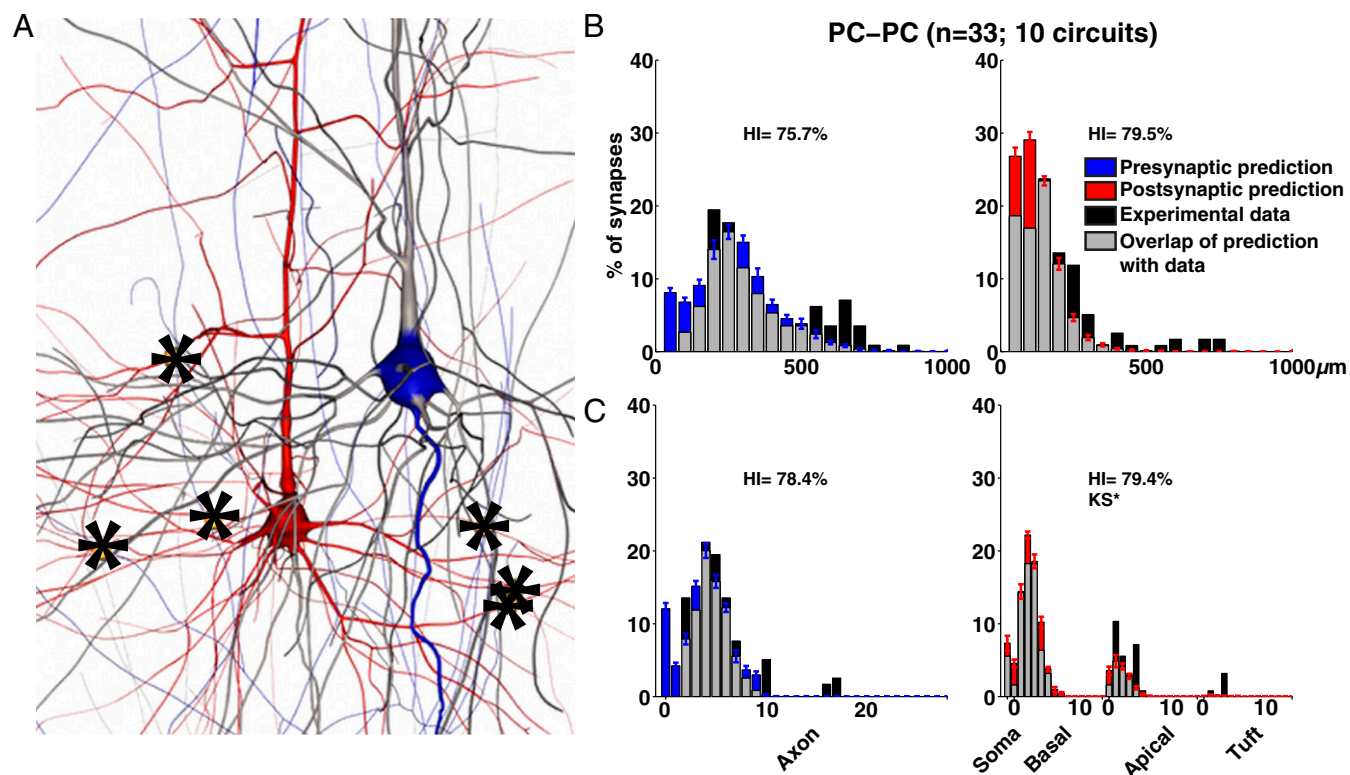 A
B
PC–PC (n=33; 10 circuits)
% of synapses
40
30
20
10
0
HI= 75.7%
0 500 1000
40
30
20
10
0
HI= 79.5%
Presynaptic prediction
Postsynaptic prediction
Experimental data
Overlap of prediction
with data
0 500 1000μm
C
40
30
20
10
0
HI= 78.4%
0 10 20
Axon
40
30
20
10
0
HI= 79.4%
KS*
0 10 0 10 0 10
Soma Basal Apical Tuft